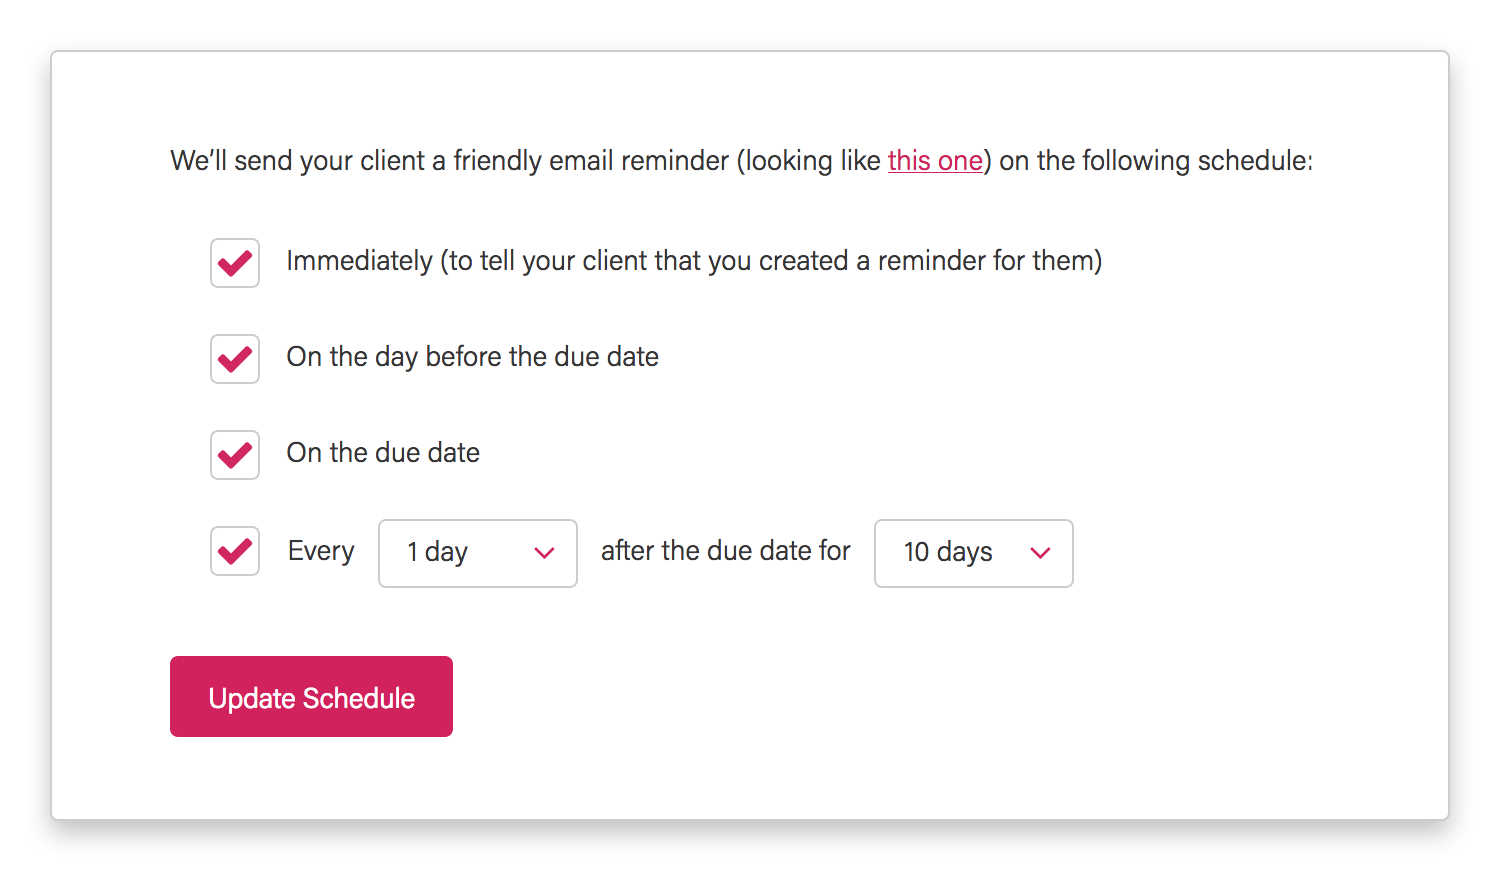 We’ll send your client a friendly email reminder (looking like this one) on the following schedule:
Immediately (to tell your client that you created a reminder for them)
On the day before the due date
On the due date
Every 1 day after the due date for 10 days
Update Schedule